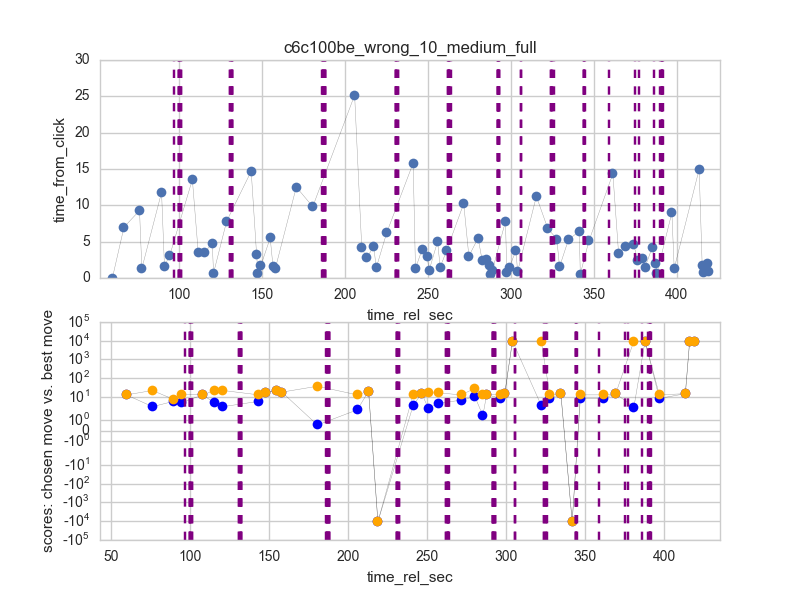 c6c100be_wrong_10_medium_full
30
25
20
15
10
5
0
time_from_click
100 150 200 250 300 350 400
time_rel_sec
10^5
10^4
10^3
10^2
10^1
10^0
0
-10^0
-10^1
-10^2
-10^3
-10^4
-10^5
scores: chosen move vs. best move
50 100 150 200 250 300 350 400
time_rel_sec